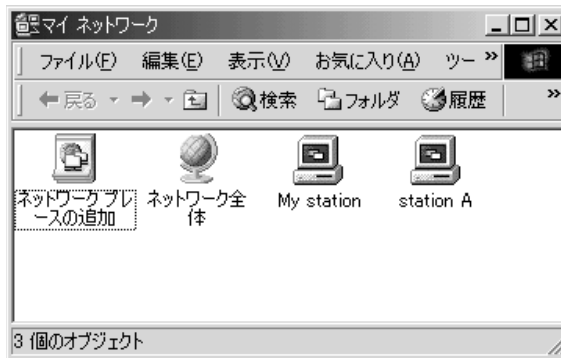 マイ ネットワーク
ファイル(F) 編集(E) 表示(V) お気に入り(A) ツー »
戻る 検索 フォルダ 履歴 »
ネットワーク プレ
ースの追加
ネットワーク全
体
My station
station A
3 個のオブジェクト